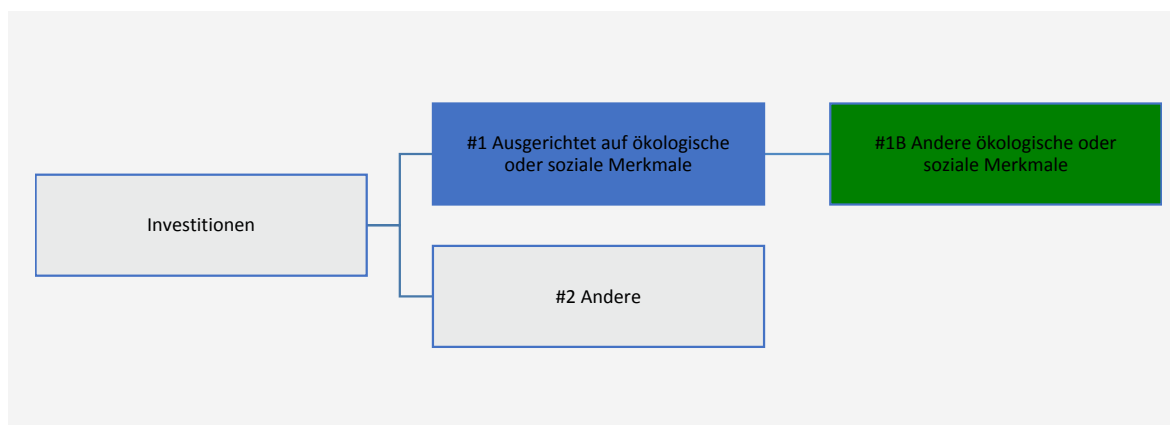 #1 Ausgerichtet auf ökologische
oder soziale Merkmale
#1B Andere ökologische oder
soziale Merkmale
Investitionen
#2 Andere